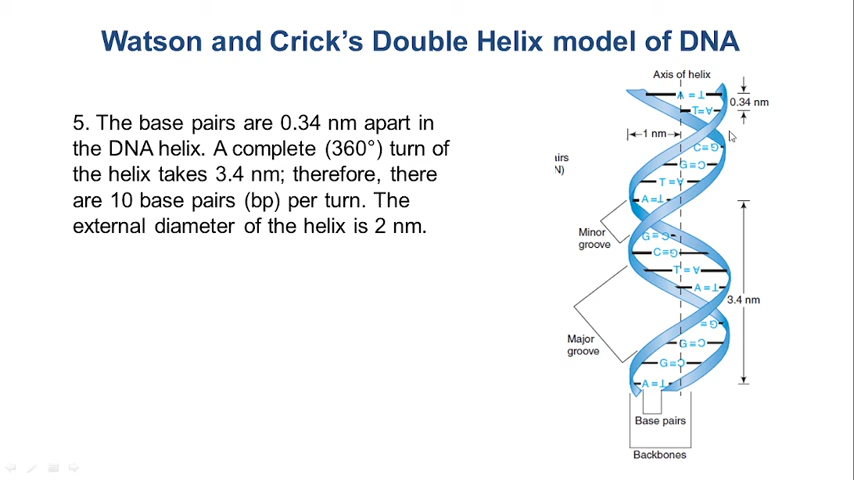 Watson and Crick's Double Helix model of DNA
5. The base pairs are 0.34 nm apart in
the DNA helix. A complete (360°) turn of
the helix takes 3.4 nm; therefore, there
are 10 base pairs (bp) per turn. The
external diameter of the helix is 2 nm.
Axis of helix
A = T
0.34 nm
T = A
1 nm
C≡G
airs
N)
G≡C
T = A
A = T
Minor
groove
G≡C
C≡G
T = A
A = T
3.4 nm
≡G
Major
groove
G≡C
G≡C
A = T
Base pairs
Backbones